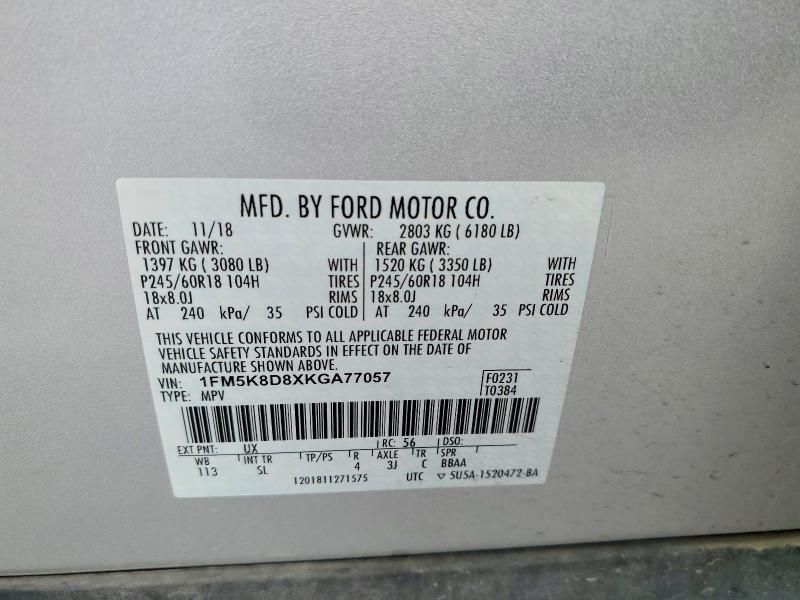 MFD. BY FORD MOTOR CO.
DATE: 11/18 GVWR: 2803 KG ( 6180 LB)
FRONT GAWR: REAR GAWR:
1397 KG ( 3080 LB) WITH 1520 KG ( 3350 LB) WITH
P245/60R18 104H TIRES P245/60R18 104H TIRES
18x8.0J RIMS 18x8.0J RIMS
AT 240 kPa/ 35 PSI COLD AT 240 kPa/ 35 PSI COLD
THIS VEHICLE CONFORMS TO ALL APPLICABLE FEDERAL MOTOR
VEHICLE SAFETY STANDARDS IN EFFECT ON THE DATE OF
MANUFACTURE SHOWN ABOVE.
VIN: 1FM5K8D8XKGA77057 F0231
TYPE: MPV T0384
EXT PNT: UX RC: 56 DSO:
WB INT TR TP/PS R AXLE TR SPR
113 SL 4 3J C BBAA
1201811271575 UTC ▽ 5U5A-1520472-BA